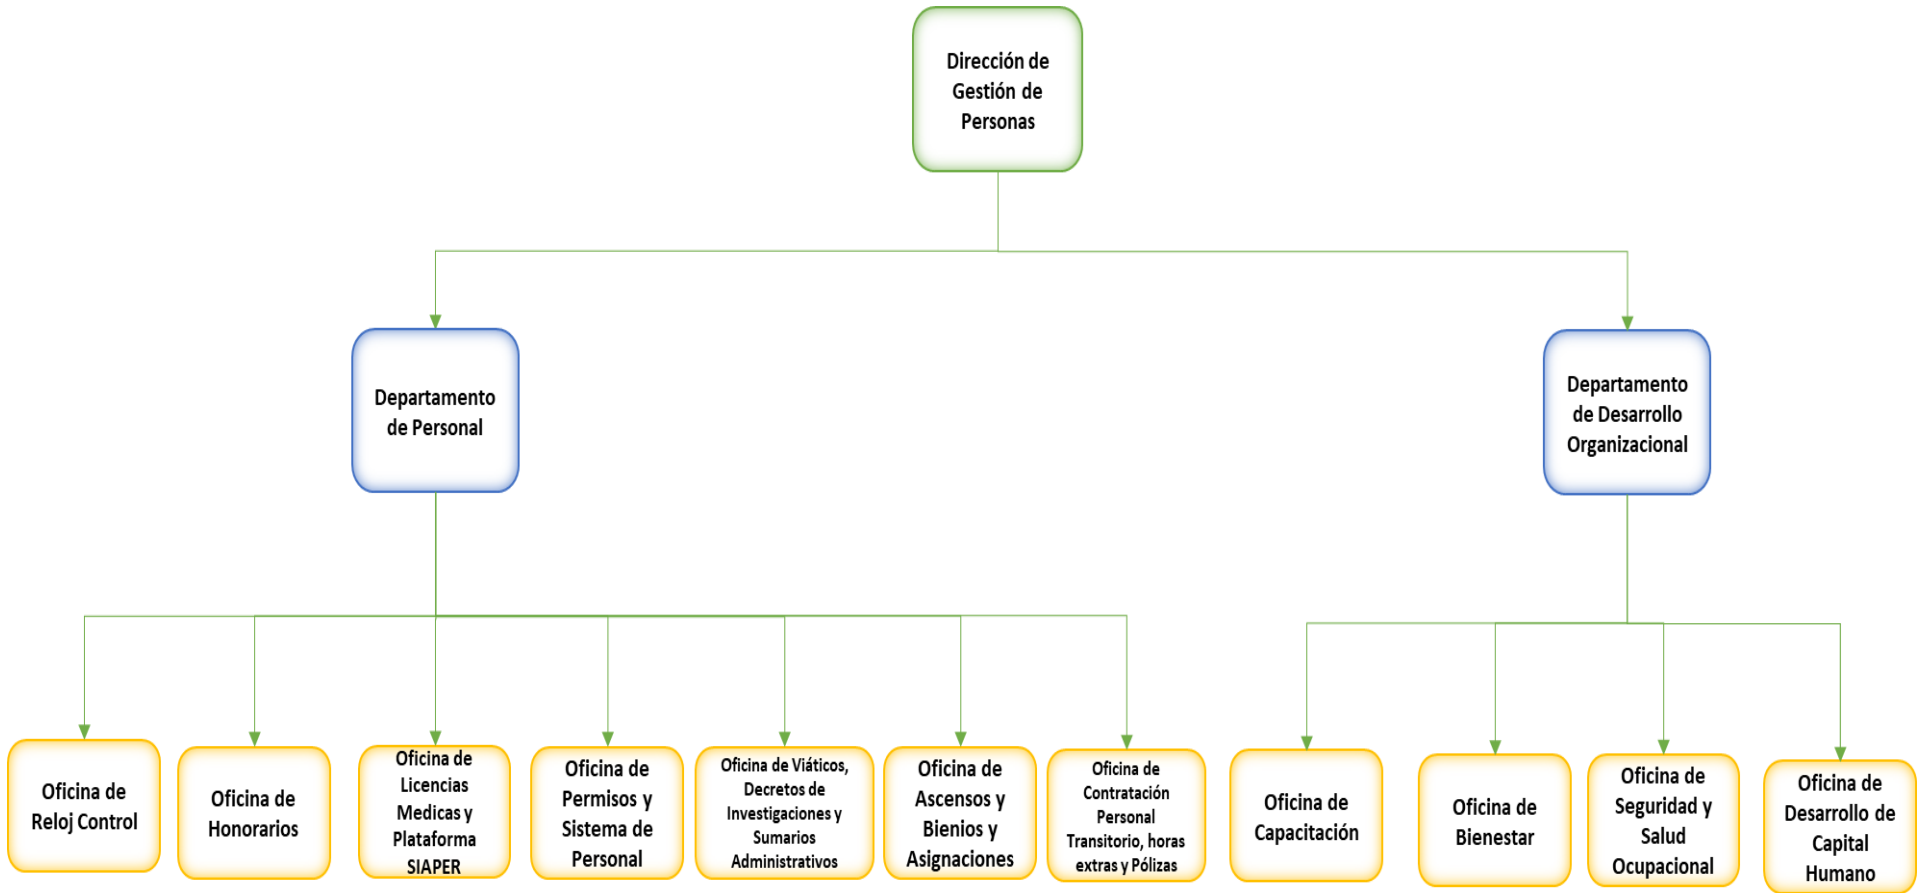 Dirección de
Gestión de
Personas
Departamento
de Personal
Departamento
de Desarrollo
Organizacional
Oficina de
Reloj Control
Oficina de
Honorarios
Oficina de
Licencias
Medicas y
Plataforma
SIAPER
Oficina de
Permisos y
Sistema de
Personal
Oficina de Viáticos,
Decretos de
Investigaciones y
Sumarios
Administrativos
Oficina de
Ascensos y
Bienios y
Asignaciones
Oficina de
Contratación
Personal
Transitorio, horas
extras y Pólizas
Oficina de
Capacitación
Oficina de
Bienestar
Oficina de
Seguridad y
Salud
Ocupacional
Oficina de
Desarrollo de
Capital
Humano